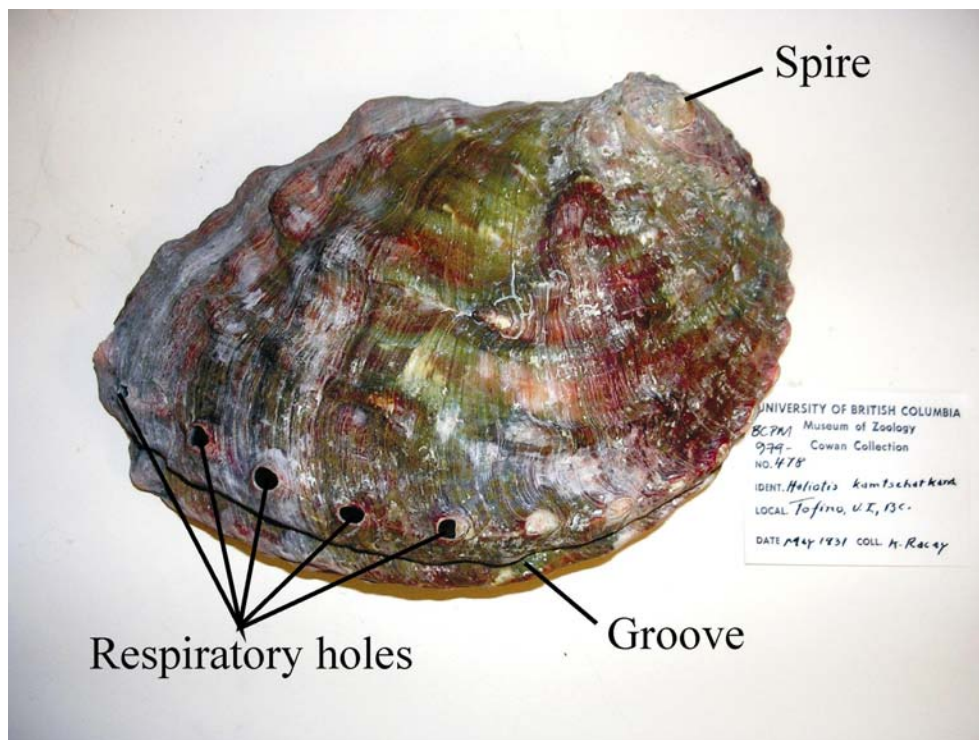 Spire
UNIVERSITY OF BRITISH COLUMBIA
BCPM Museum of Zoology
979- Cowan Collection
NO. 478
IDENT. Haliotis kamtschatkana
LOCAL. Tofino, V.I., BC.
DATE May 1931 COLL. K. Racey
Groove
Respiratory holes